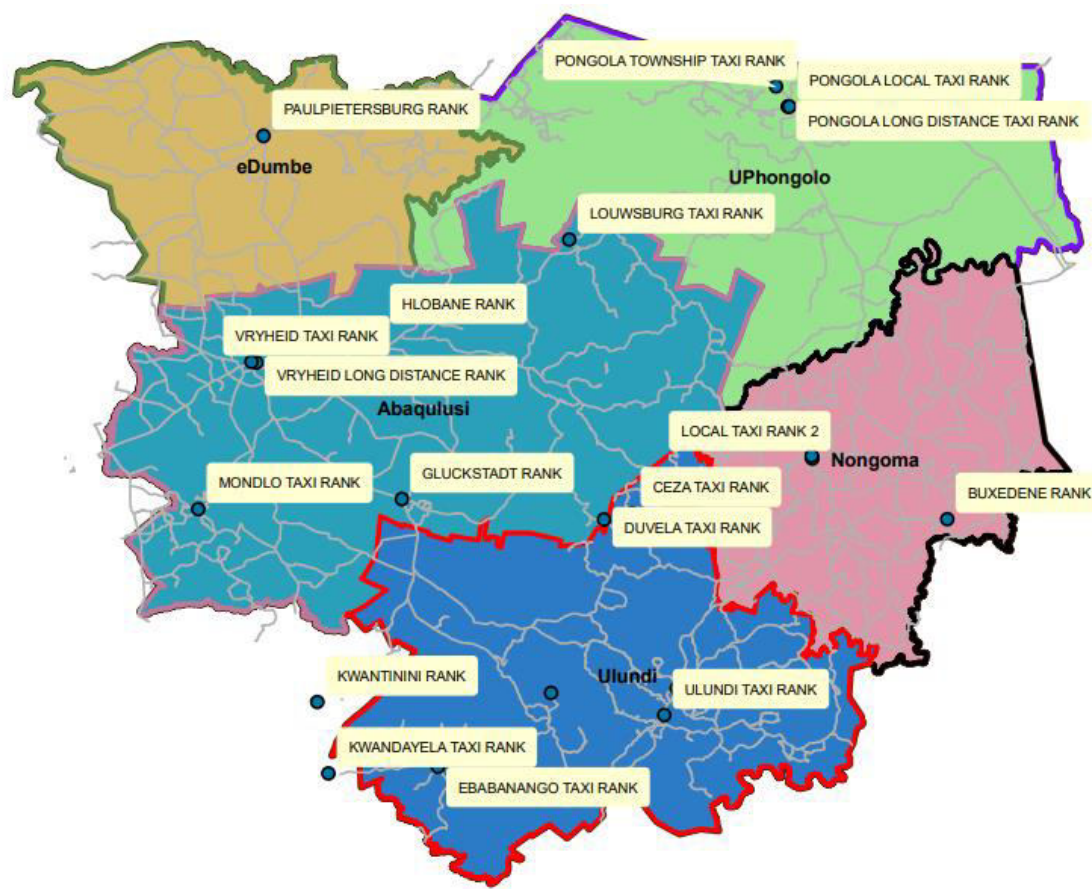 PONGOLA TOWNSHIP TAXI RANK
PONGOLA LOCAL TAXI RANK
PAULPIETERSBURG RANK
PONGOLA LONG DISTANCE TAXI RANK
eDumbe
UPhongolo
LOUWSBURG TAXI RANK
HLOBANE RANK
VRYHEID TAXI RANK
VRYHEID LONG DISTANCE RANK
Abaqulusi
LOCAL TAXI RANK 2
Nongoma
GLUCKSTADT RANK
MONDLO TAXI RANK
CEZA TAXI RANK
BUXEDENE RANK
DUVELA TAXI RANK
KWANTININI RANK
Ulundi
ULUNDI TAXI RANK
KWANDAYELA TAXI RANK
EBABANANGO TAXI RANK